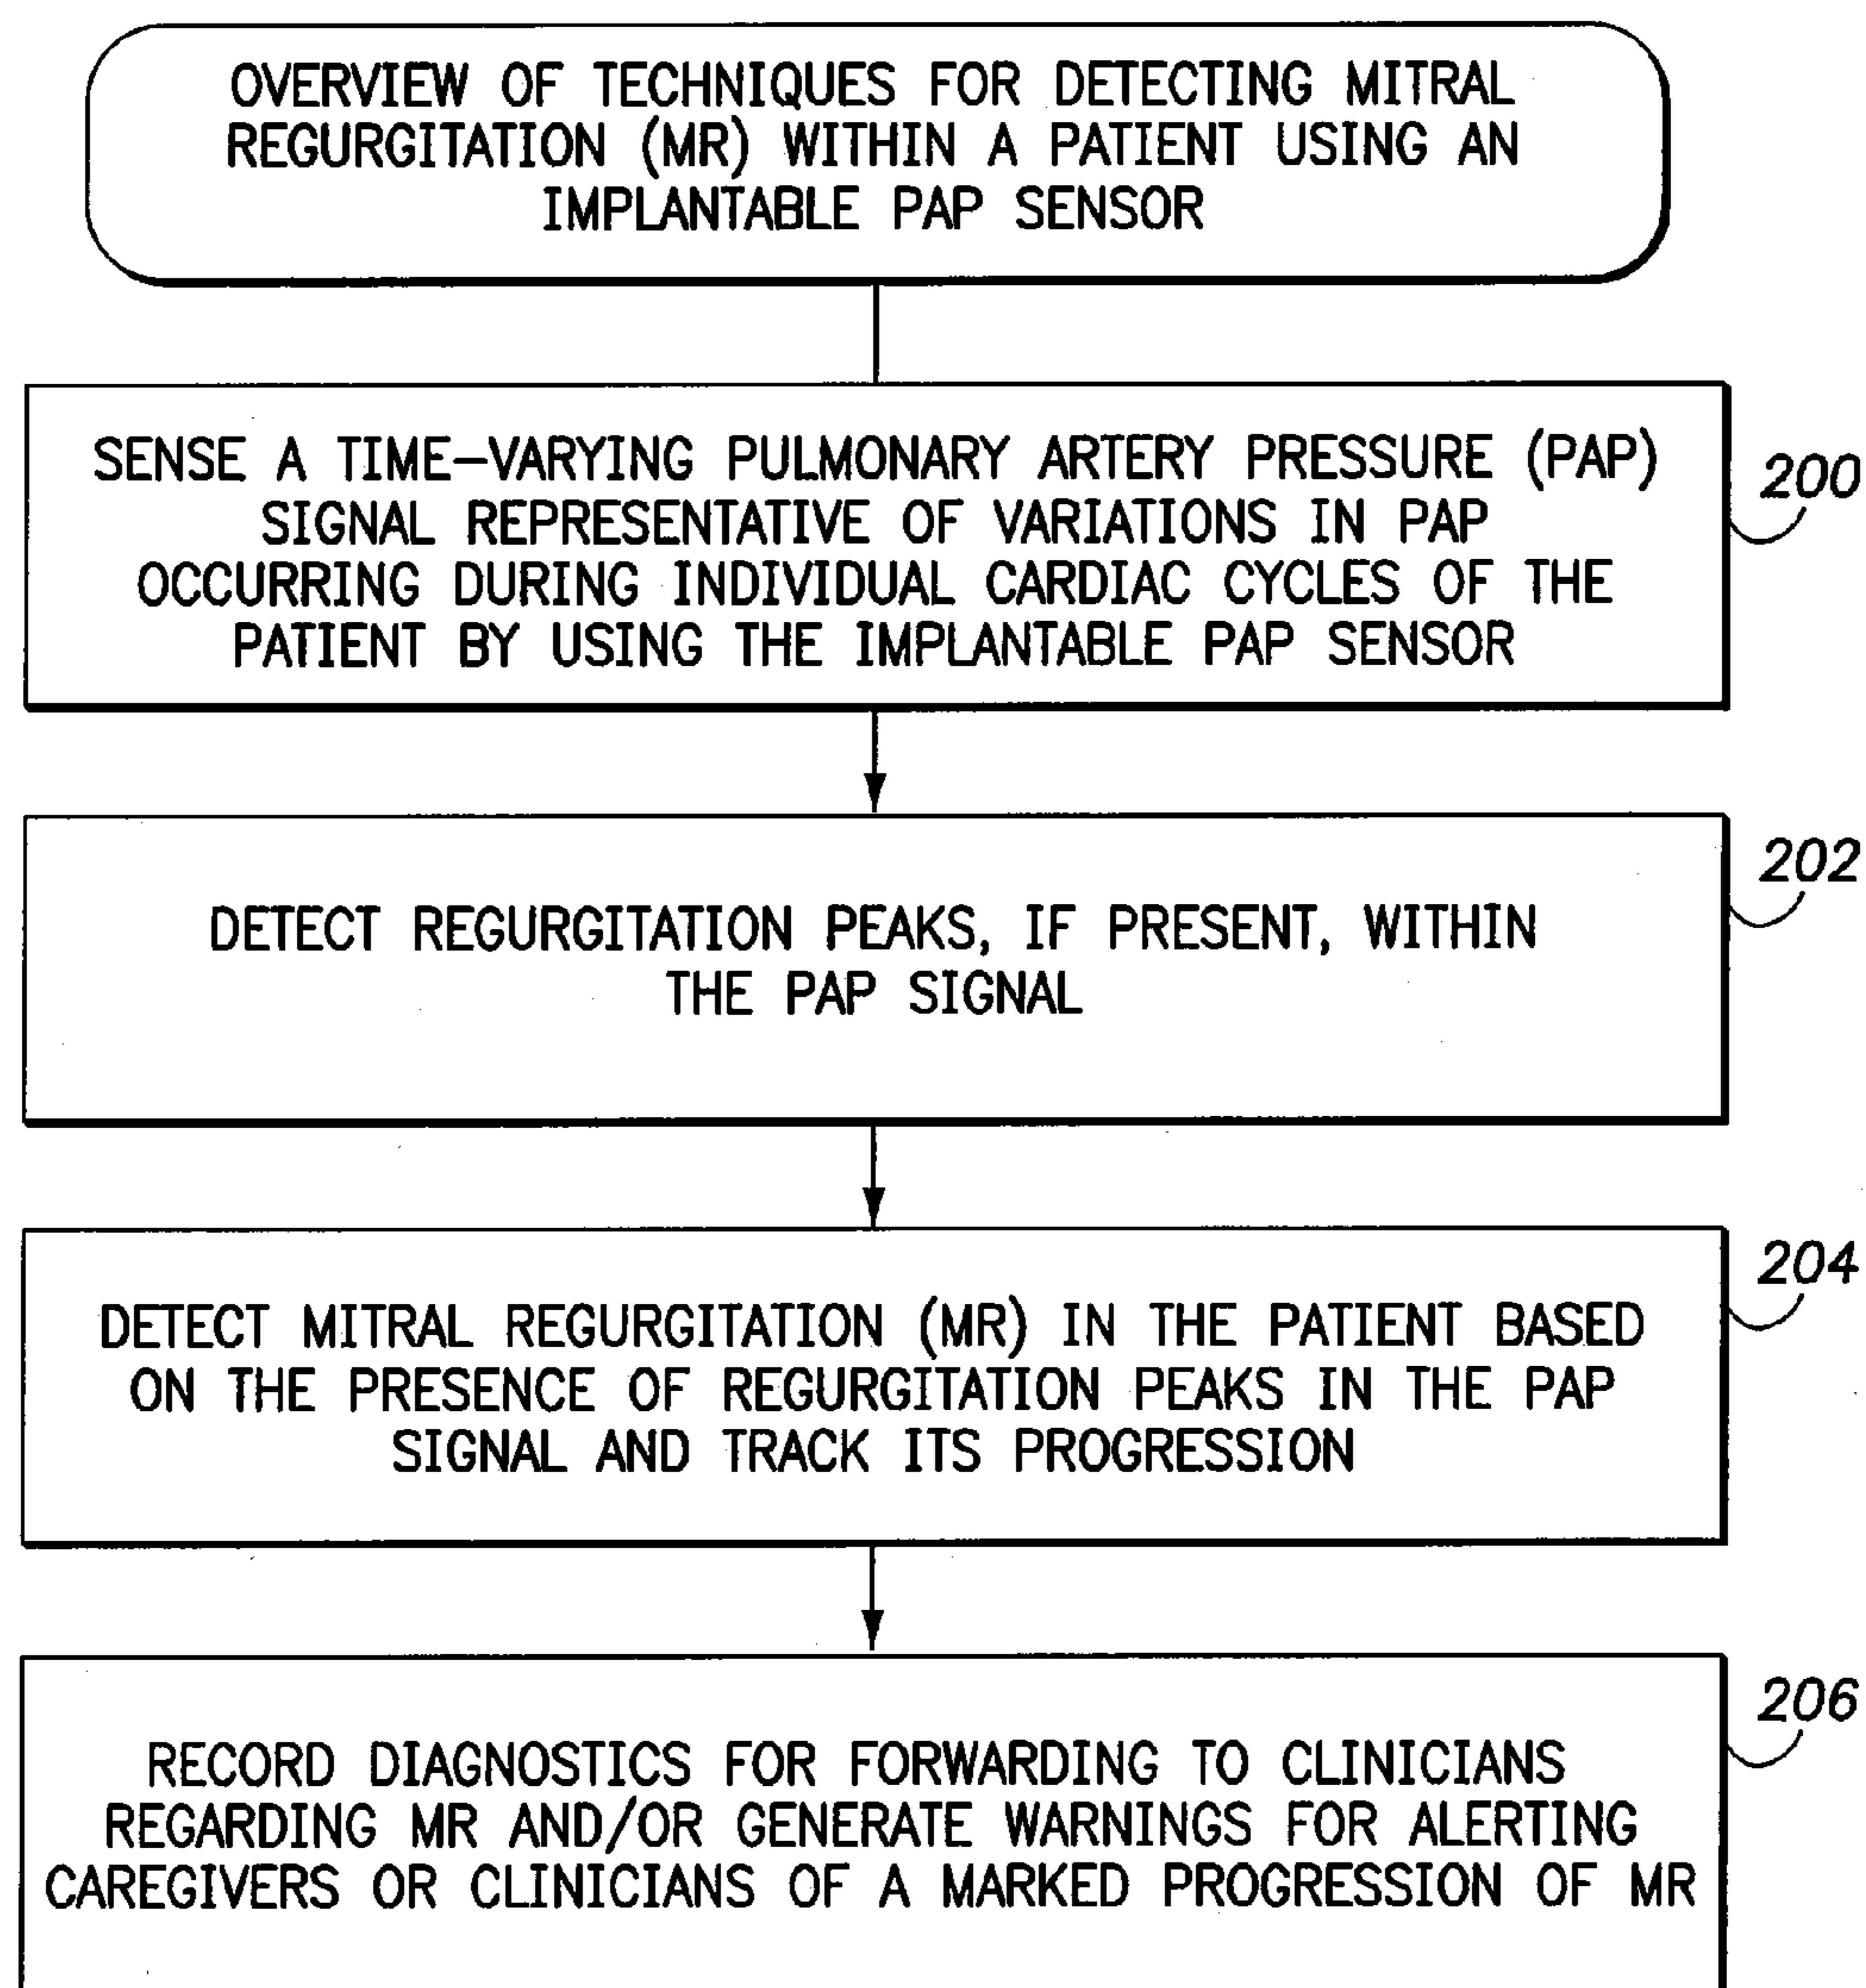 OVERVIEW OF TECHNIQUES FOR DETECTING MITRAL
REGURGITATION (MR) WITHIN A PATIENT USING AN
IMPLANTABLE PAP SENSOR
SENSE A TIME-VARYING PULMONARY ARTERY PRESSURE (PAP)
SIGNAL REPRESENTATIVE OF VARIATIONS IN PAP
OCCURRING DURING INDIVIDUAL CARDIAC CYCLES OF THE
PATIENT BY USING THE IMPLANTABLE PAP SENSOR
200
DETECT REGURGITATION PEAKS, IF PRESENT, WITHIN
THE PAP SIGNAL
202
DETECT MITRAL REGURGITATION (MR) IN THE PATIENT BASED
ON THE PRESENCE OF REGURGITATION PEAKS IN THE PAP
SIGNAL AND TRACK ITS PROGRESSION
204
RECORD DIAGNOSTICS FOR FORWARDING TO CLINICIANS
REGARDING MR AND/OR GENERATE WARNINGS FOR ALERTING
CAREGIVERS OR CLINICIANS OF A MARKED PROGRESSION OF MR
206